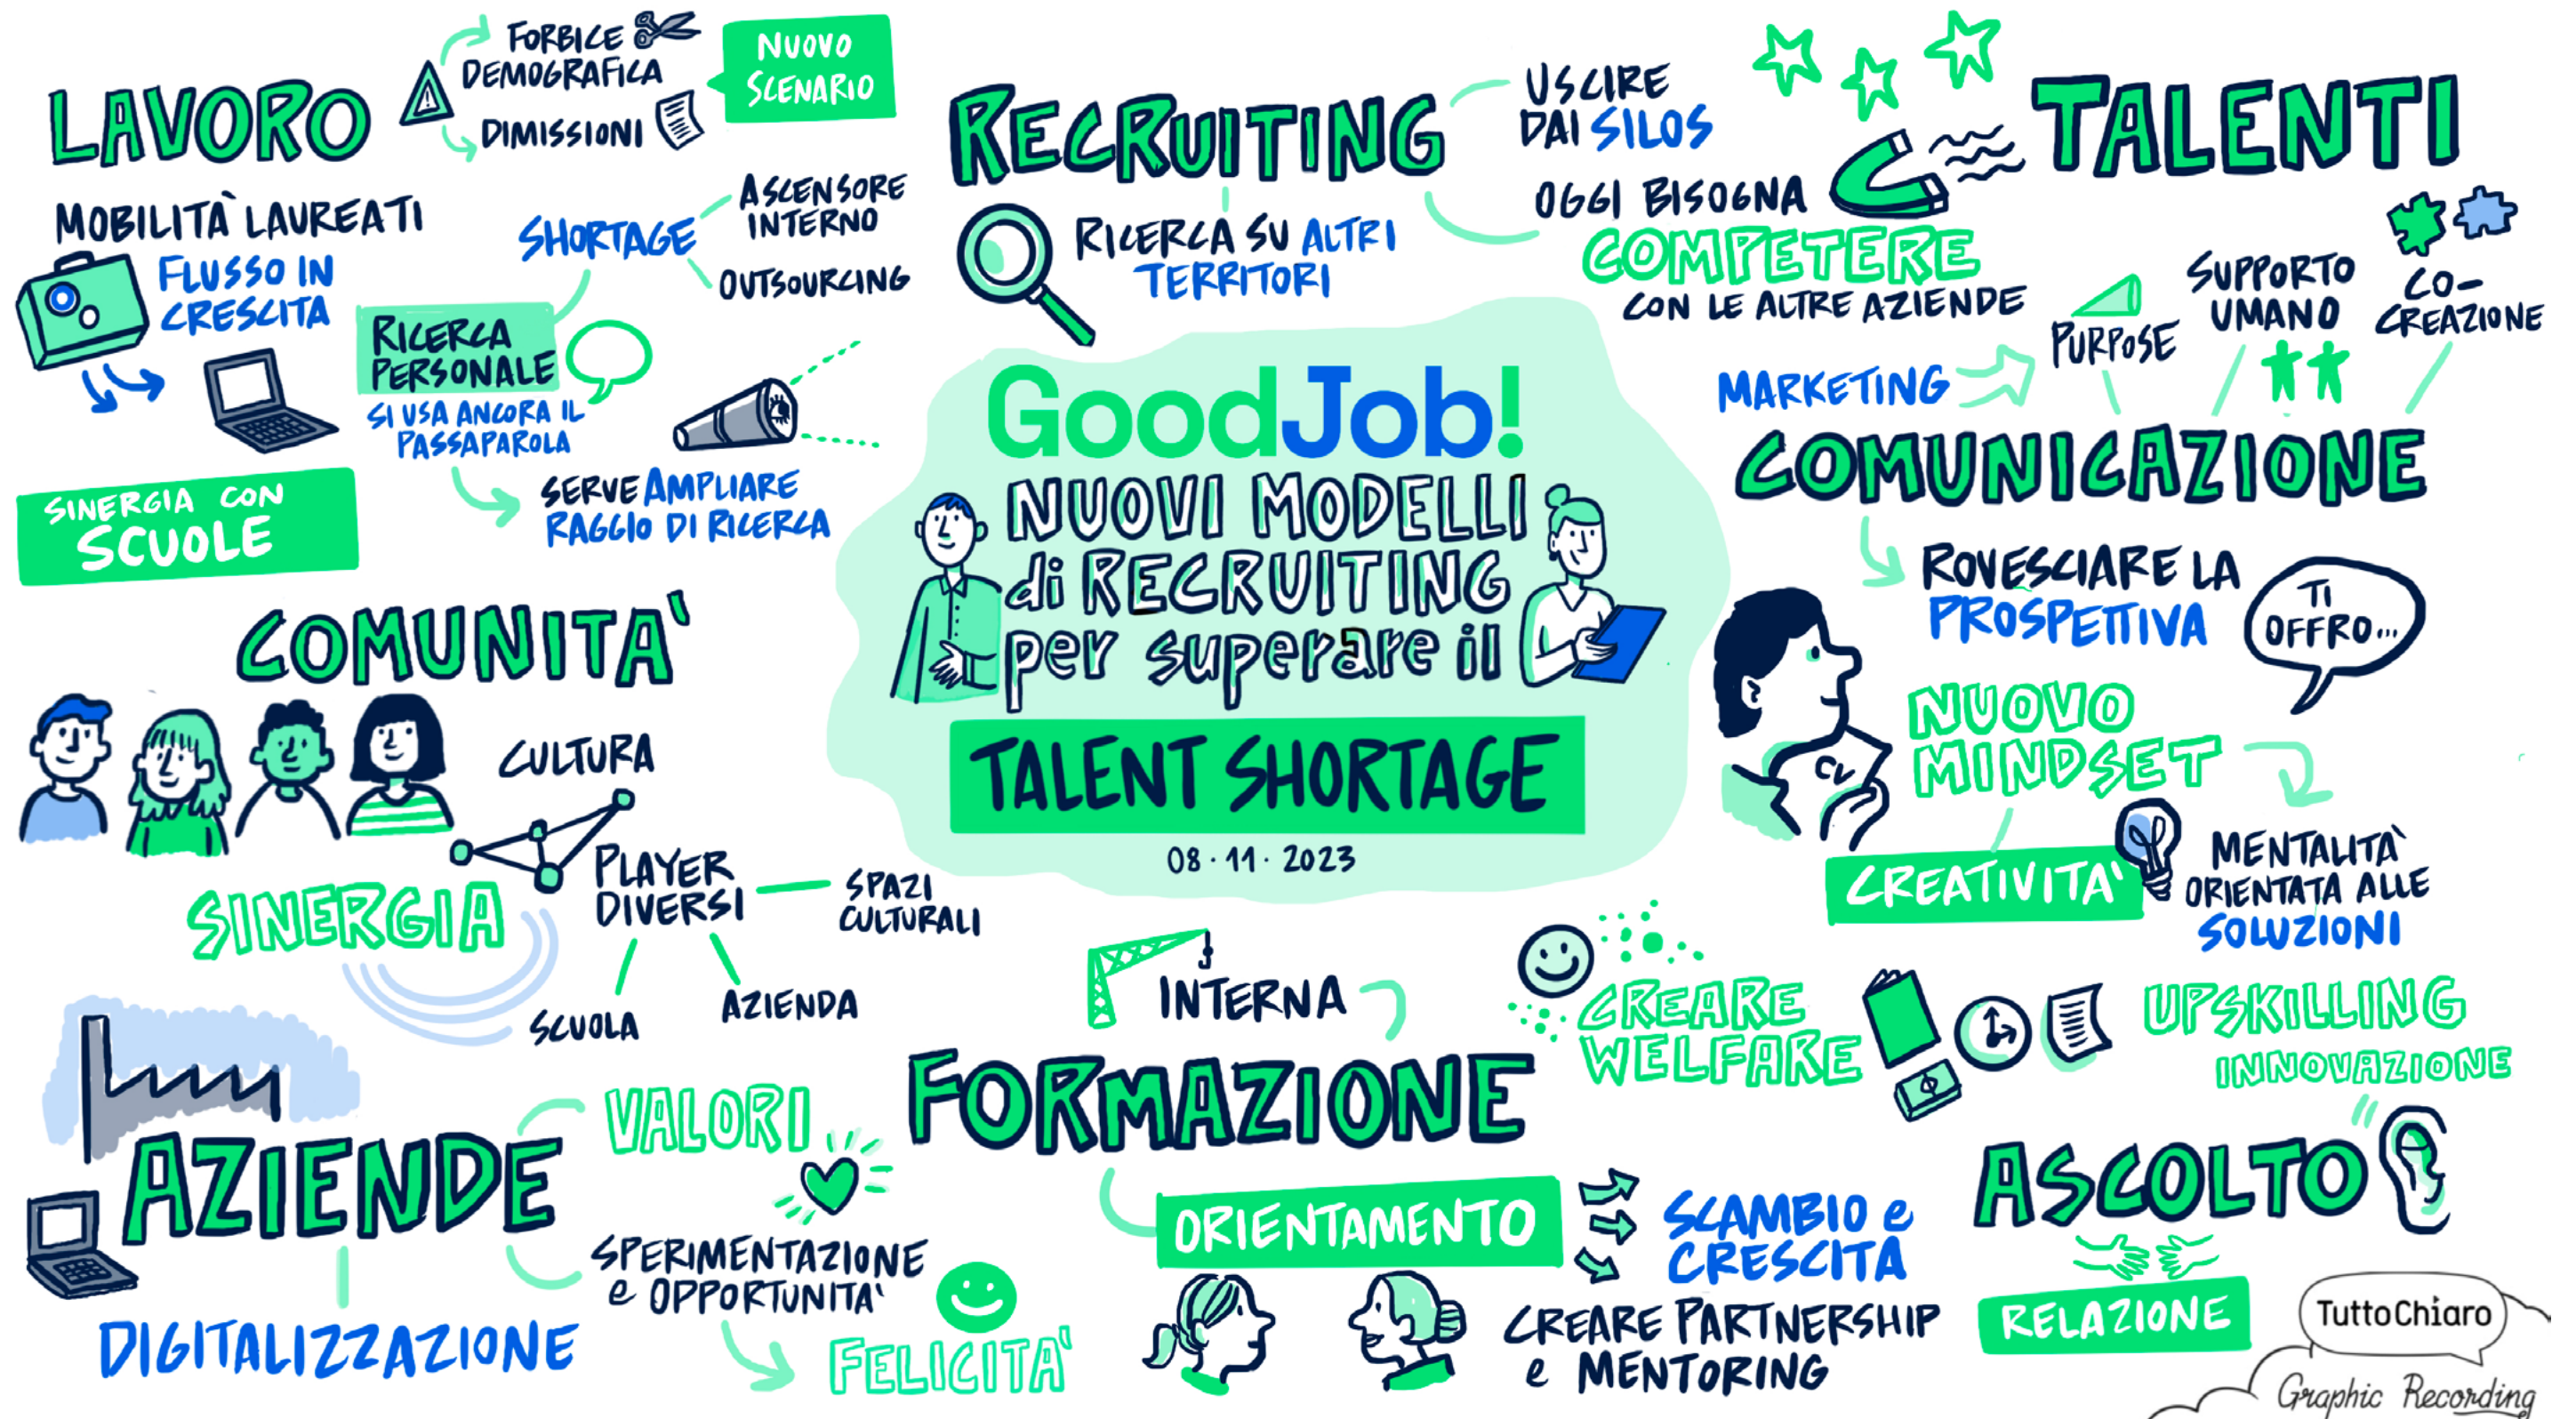 LAVORO
FORBICE
DEMOGRAFICA
DIMISSIONI
NUOVO
SCENARIO
MOBILITÀ LAUREATI
FLUSSO IN
CRESCITA
SHORTAGE
ASCENSORE
INTERNO
OUTSOURCING
RICERCA
PERSONALE
SI USA ANCORA IL
PASSAPAROLA
SERVE AMPLIARE
RAGGIO DI RICERCA
SINERGIA CON
SCUOLE
RECRUITING
USCIRE
DAI SILOS
RICERCA SU ALTRI
TERRITORI
OGGI BISOGNA
COMPETERE
CON LE ALTRE AZIENDE
TALENTI
MARKETING
PURPOSE
SUPPORTO
UMANO
CO-
CREAZIONE
COMUNICAZIONE
ROVESCIARE LA
PROSPETTIVA
TI
OFFRO...
CV
NUOVO
MINDSET
CREATIVITA'
MENTALITA'
ORIENTATA ALLE
SOLUZIONI
GoodJob!
NUOVI MODELLI
di RECRUITING
per superare il
TALENT SHORTAGE
08·11·2023
COMUNITA'
CULTURA
SINERGIA
PLAYER
DIVERSI
SPAZI
CULTURALI
SCUOLA
AZIENDA
AZIENDE
VALORI
SPERIMENTAZIONE
e OPPORTUNITA'
FELICITA'
DIGITALIZZAZIONE
INTERNA
FORMAZIONE
ORIENTAMENTO
SCAMBIO e
CRESCITA
CREARE PARTNERSHIP
e MENTORING
CREARE
WELFARE
UPSKILLING
INNOVAZIONE
ASCOLTO
RELAZIONE
TuttoChiaro
Graphic Recording